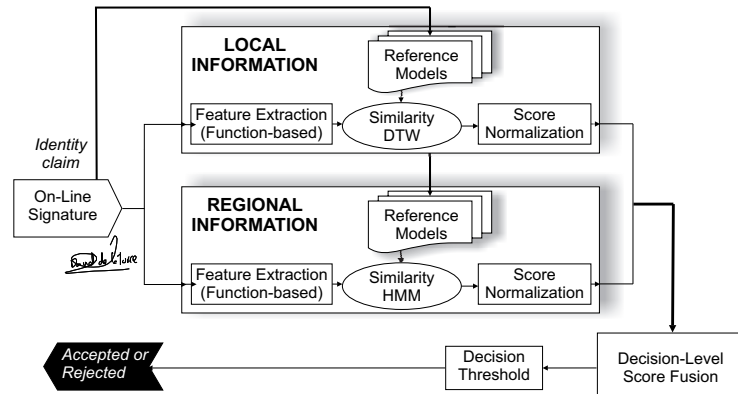 LOCAL
INFORMATION
Reference
Models
Feature Extraction
(Function-based)
Similarity
DTW
Score
Normalization
Identity
claim
On-Line
Signature
REGIONAL
INFORMATION
Reference
Models
Feature Extraction
(Function-based)
Similarity
HMM
Score
Normalization
Accepted or
Rejected
Decision
Threshold
Decision-Level
Score Fusion